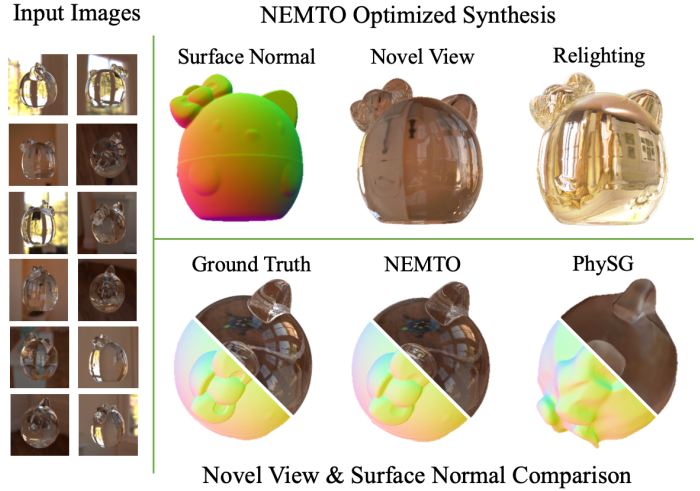 Input Images
NEMTO Optimized Synthesis
Surface Normal
Novel View
Relighting
Ground Truth
NEMTO
PhySG
Novel View & Surface Normal Comparison